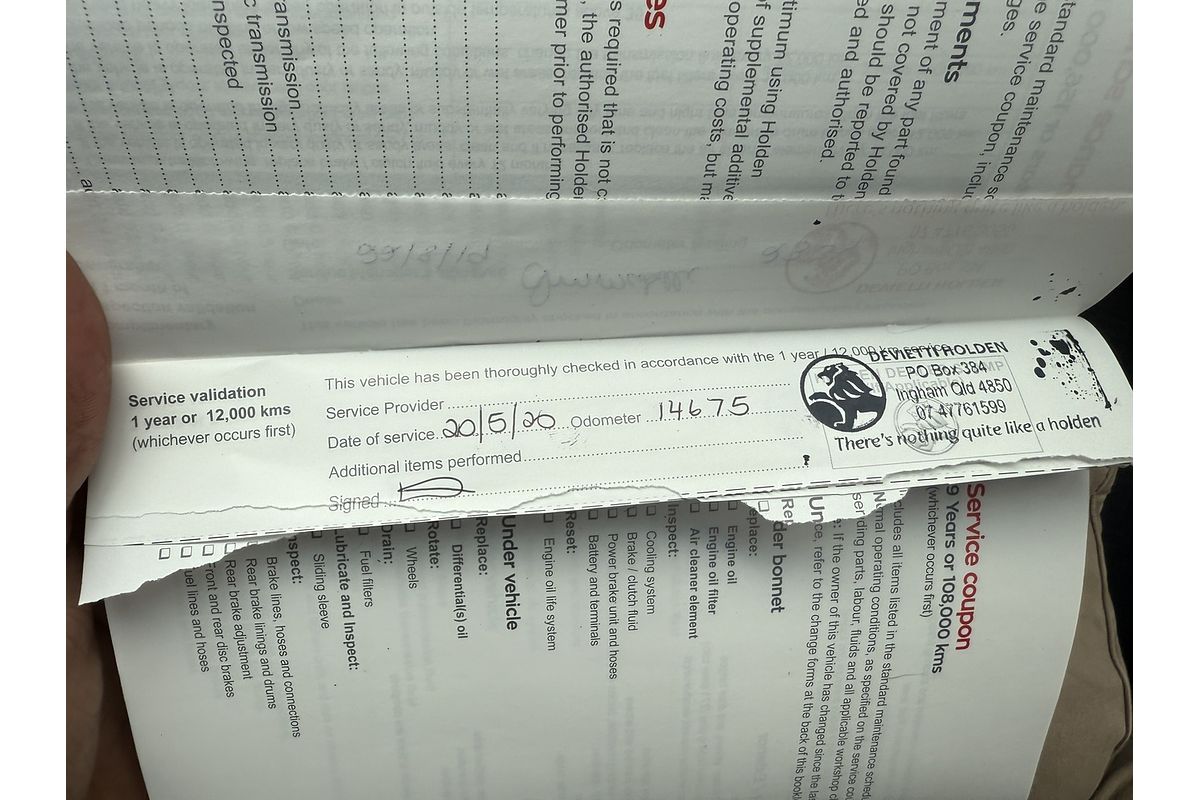 Service validation
1 year or 12,000 kms
(whichever occurs first)
This vehicle has been thoroughly checked in accordance with the 1 year / 12,000 km service
Service Provider
Date of service 20/5/20 Odometer 14675
Additional items performed
Signed
DEVIETTI HOLDEN
PO Box 384
Ingham Qld 4850
07 47761599
There's nothing quite like a holden
ments
timum using Holden
f supplemental additive
operating costs, but
s required that is not
, the authorised Holde
mer prior to performing
tandard maintenance
e service coupon,
ges.
ment of any part found
not covered by Holden
should be reported to
ed and authorised.
es
ansmission
c transmission
nspected
Service coupon
9 Years or 108,000 kms
(whichever occurs first)
cludes all items listed in the standard maintenance
Normal operating conditions, as specified on the service
sending parts, labour, fluids and all applicable workshop
e: If the owner of this vehicle has changed since the
nce, refer to the change forms at the back of this
der bonnet
eplace:
Engine oil
Engine oil filter
Air cleaner element
nspect:
Cooling system
Brake / clutch fluid
Power brake unit and hoses
Battery and terminals
Reset:
Engine oil life system
Under vehicle
Replace:
Differential(s) oil
Rotate:
Wheels
Drain:
Fuel filters
Lubricate and Inspect:
Sliding sleeve
nspect:
Brake lines, hoses and connections
Rear brake linings and drums
Rear brake adjustment
Front and rear disc brakes
uel lines and hoses